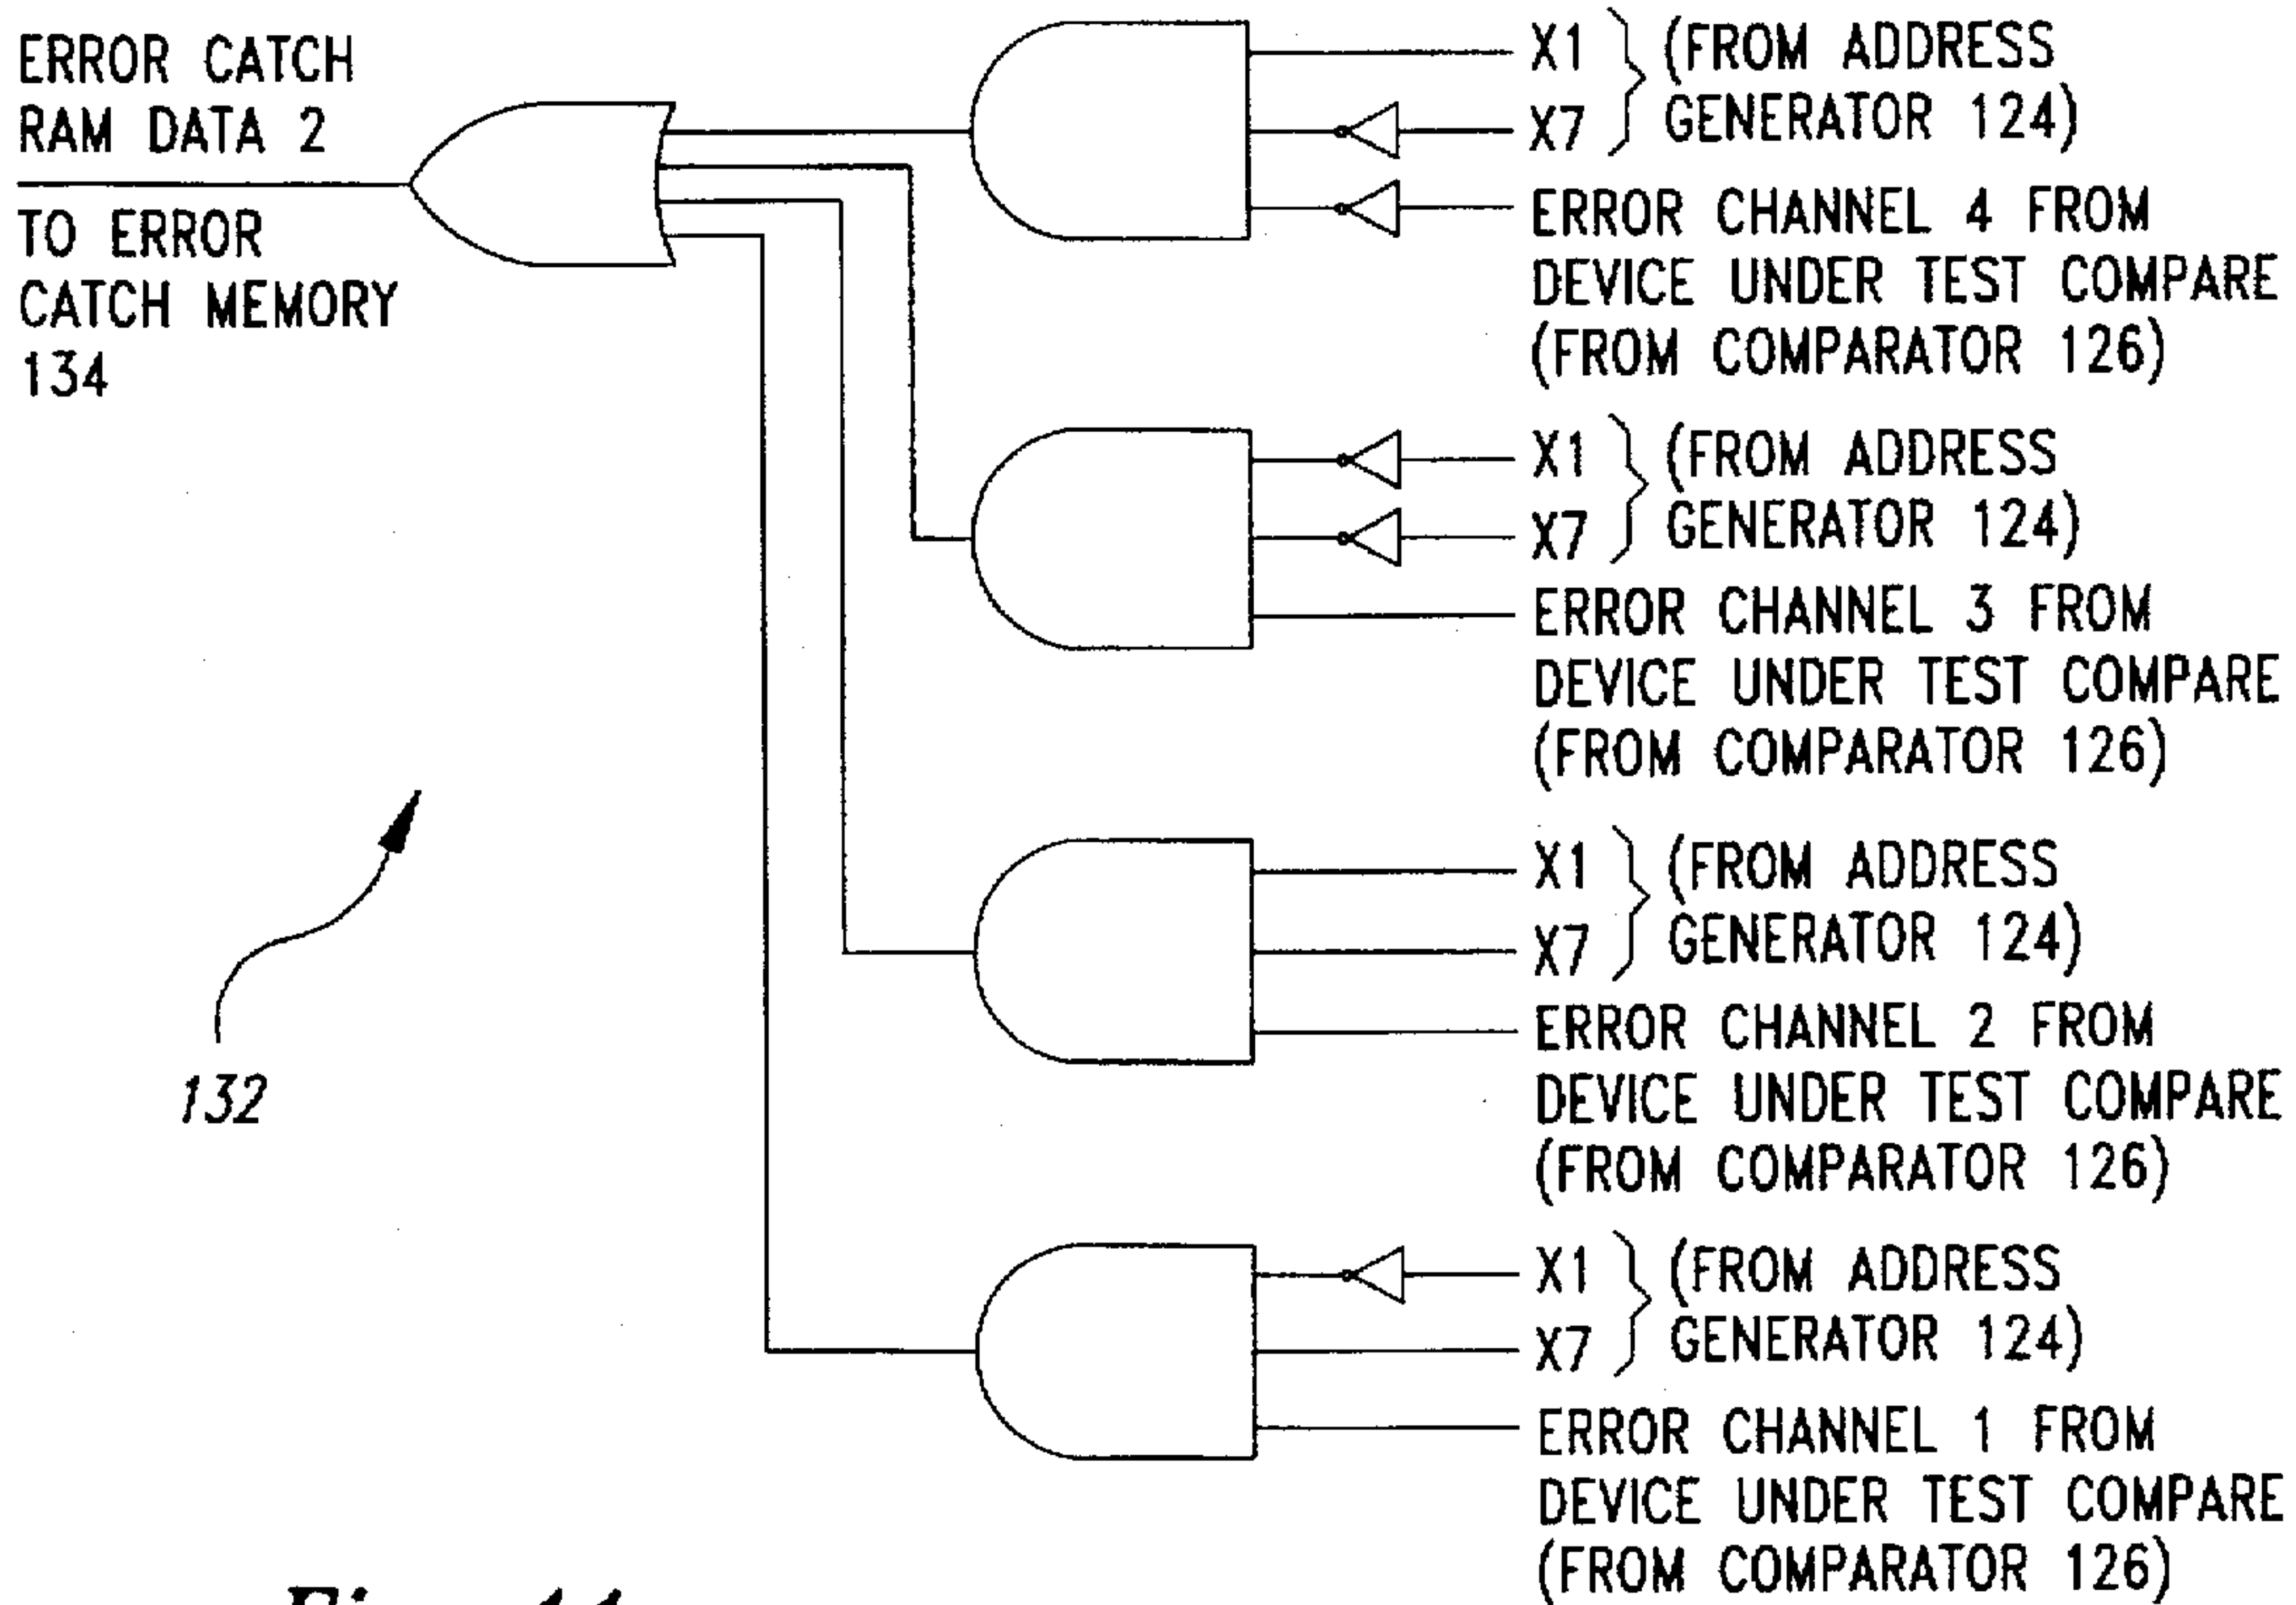 ERROR CATCH
RAM DATA 2
TO ERROR
CATCH MEMORY
134
X1
X7
(FROM ADDRESS
GENERATOR 124)
ERROR CHANNEL 4 FROM
DEVICE UNDER TEST COMPARE
(FROM COMPARATOR 126)
X1
X7
(FROM ADDRESS
GENERATOR 124)
ERROR CHANNEL 3 FROM
DEVICE UNDER TEST COMPARE
(FROM COMPARATOR 126)
X1
X7
(FROM ADDRESS
GENERATOR 124)
ERROR CHANNEL 2 FROM
DEVICE UNDER TEST COMPARE
(FROM COMPARATOR 126)
X1
X7
(FROM ADDRESS
GENERATOR 124)
ERROR CHANNEL 1 FROM
DEVICE UNDER TEST COMPARE
(FROM COMPARATOR 126)
132